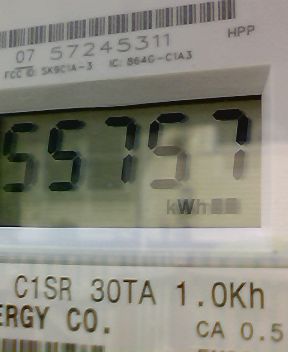 07 57245311 HPP
FCC ID: SK9C1A-3 IC: 864G-C1A3
55757
kWh
C1SR 30TA 1.0Kh
ERGY CO. CA 0.5